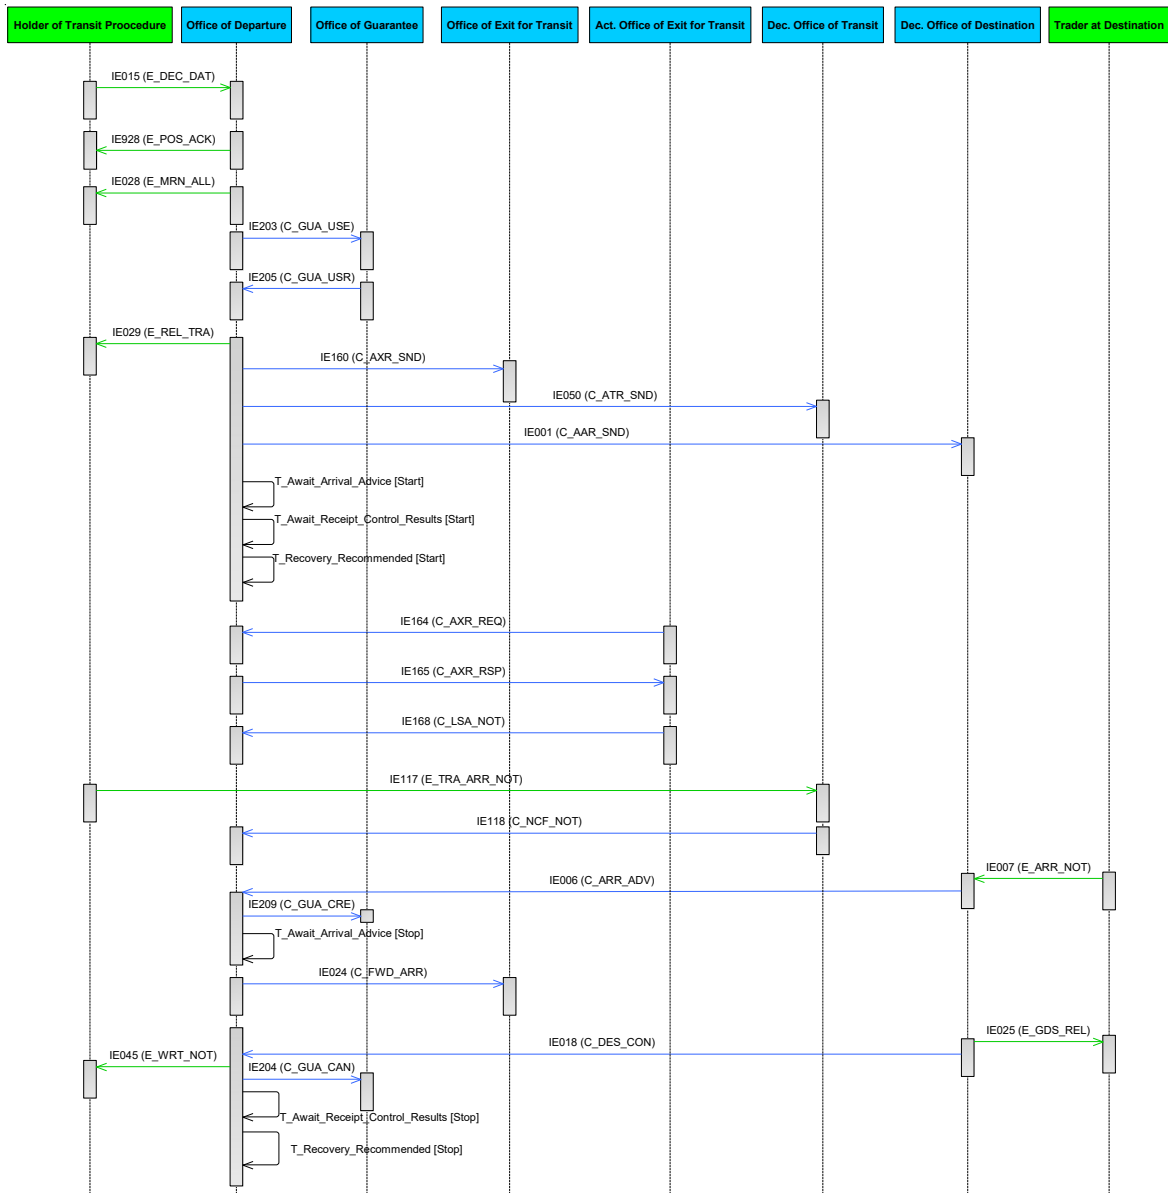 Holder of Transit Proocedure
Office of Departure
Office of Guarantee
Office of Exit for Transit
Act. Office of Exit for Transit
Dec. Office of Transit
Dec. Office of Destination
Trader at Destination
IE015 (E_DEC_DAT)
IE928 (E_POS_ACK)
IE028 (E_MRN_ALL)
IE203 (C_GUA_USE)
IE205 (C_GUA_USR)
IE029 (E_REL_TRA)
IE160 (C_AXR_SND)
IE050 (C_ATR_SND)
IE001 (C_AAR_SND)
T_Await_Arrival_Advice [Start]
T_Await_Receipt_Control_Results [Start]
T_Recovery_Recommended [Start]
IE164 (C_AXR_REQ)
IE165 (C_AXR_RSP)
IE168 (C_LSA_NOT)
IE117 (E_TRA_ARR_NOT)
IE118 (C_NCF_NOT)
IE007 (E_ARR_NOT)
IE006 (C_ARR_ADV)
IE209 (C_GUA_CRE)
T_Await_Arrival_Advice [Stop]
IE024 (C_FWD_ARR)
IE025 (E_GDS_REL)
IE018 (C_DES_CON)
IE045 (E_WRT_NOT)
IE204 (C_GUA_CAN)
T_Await_Receipt_Control_Results [Stop]
T_Recovery_Recommended [Stop]